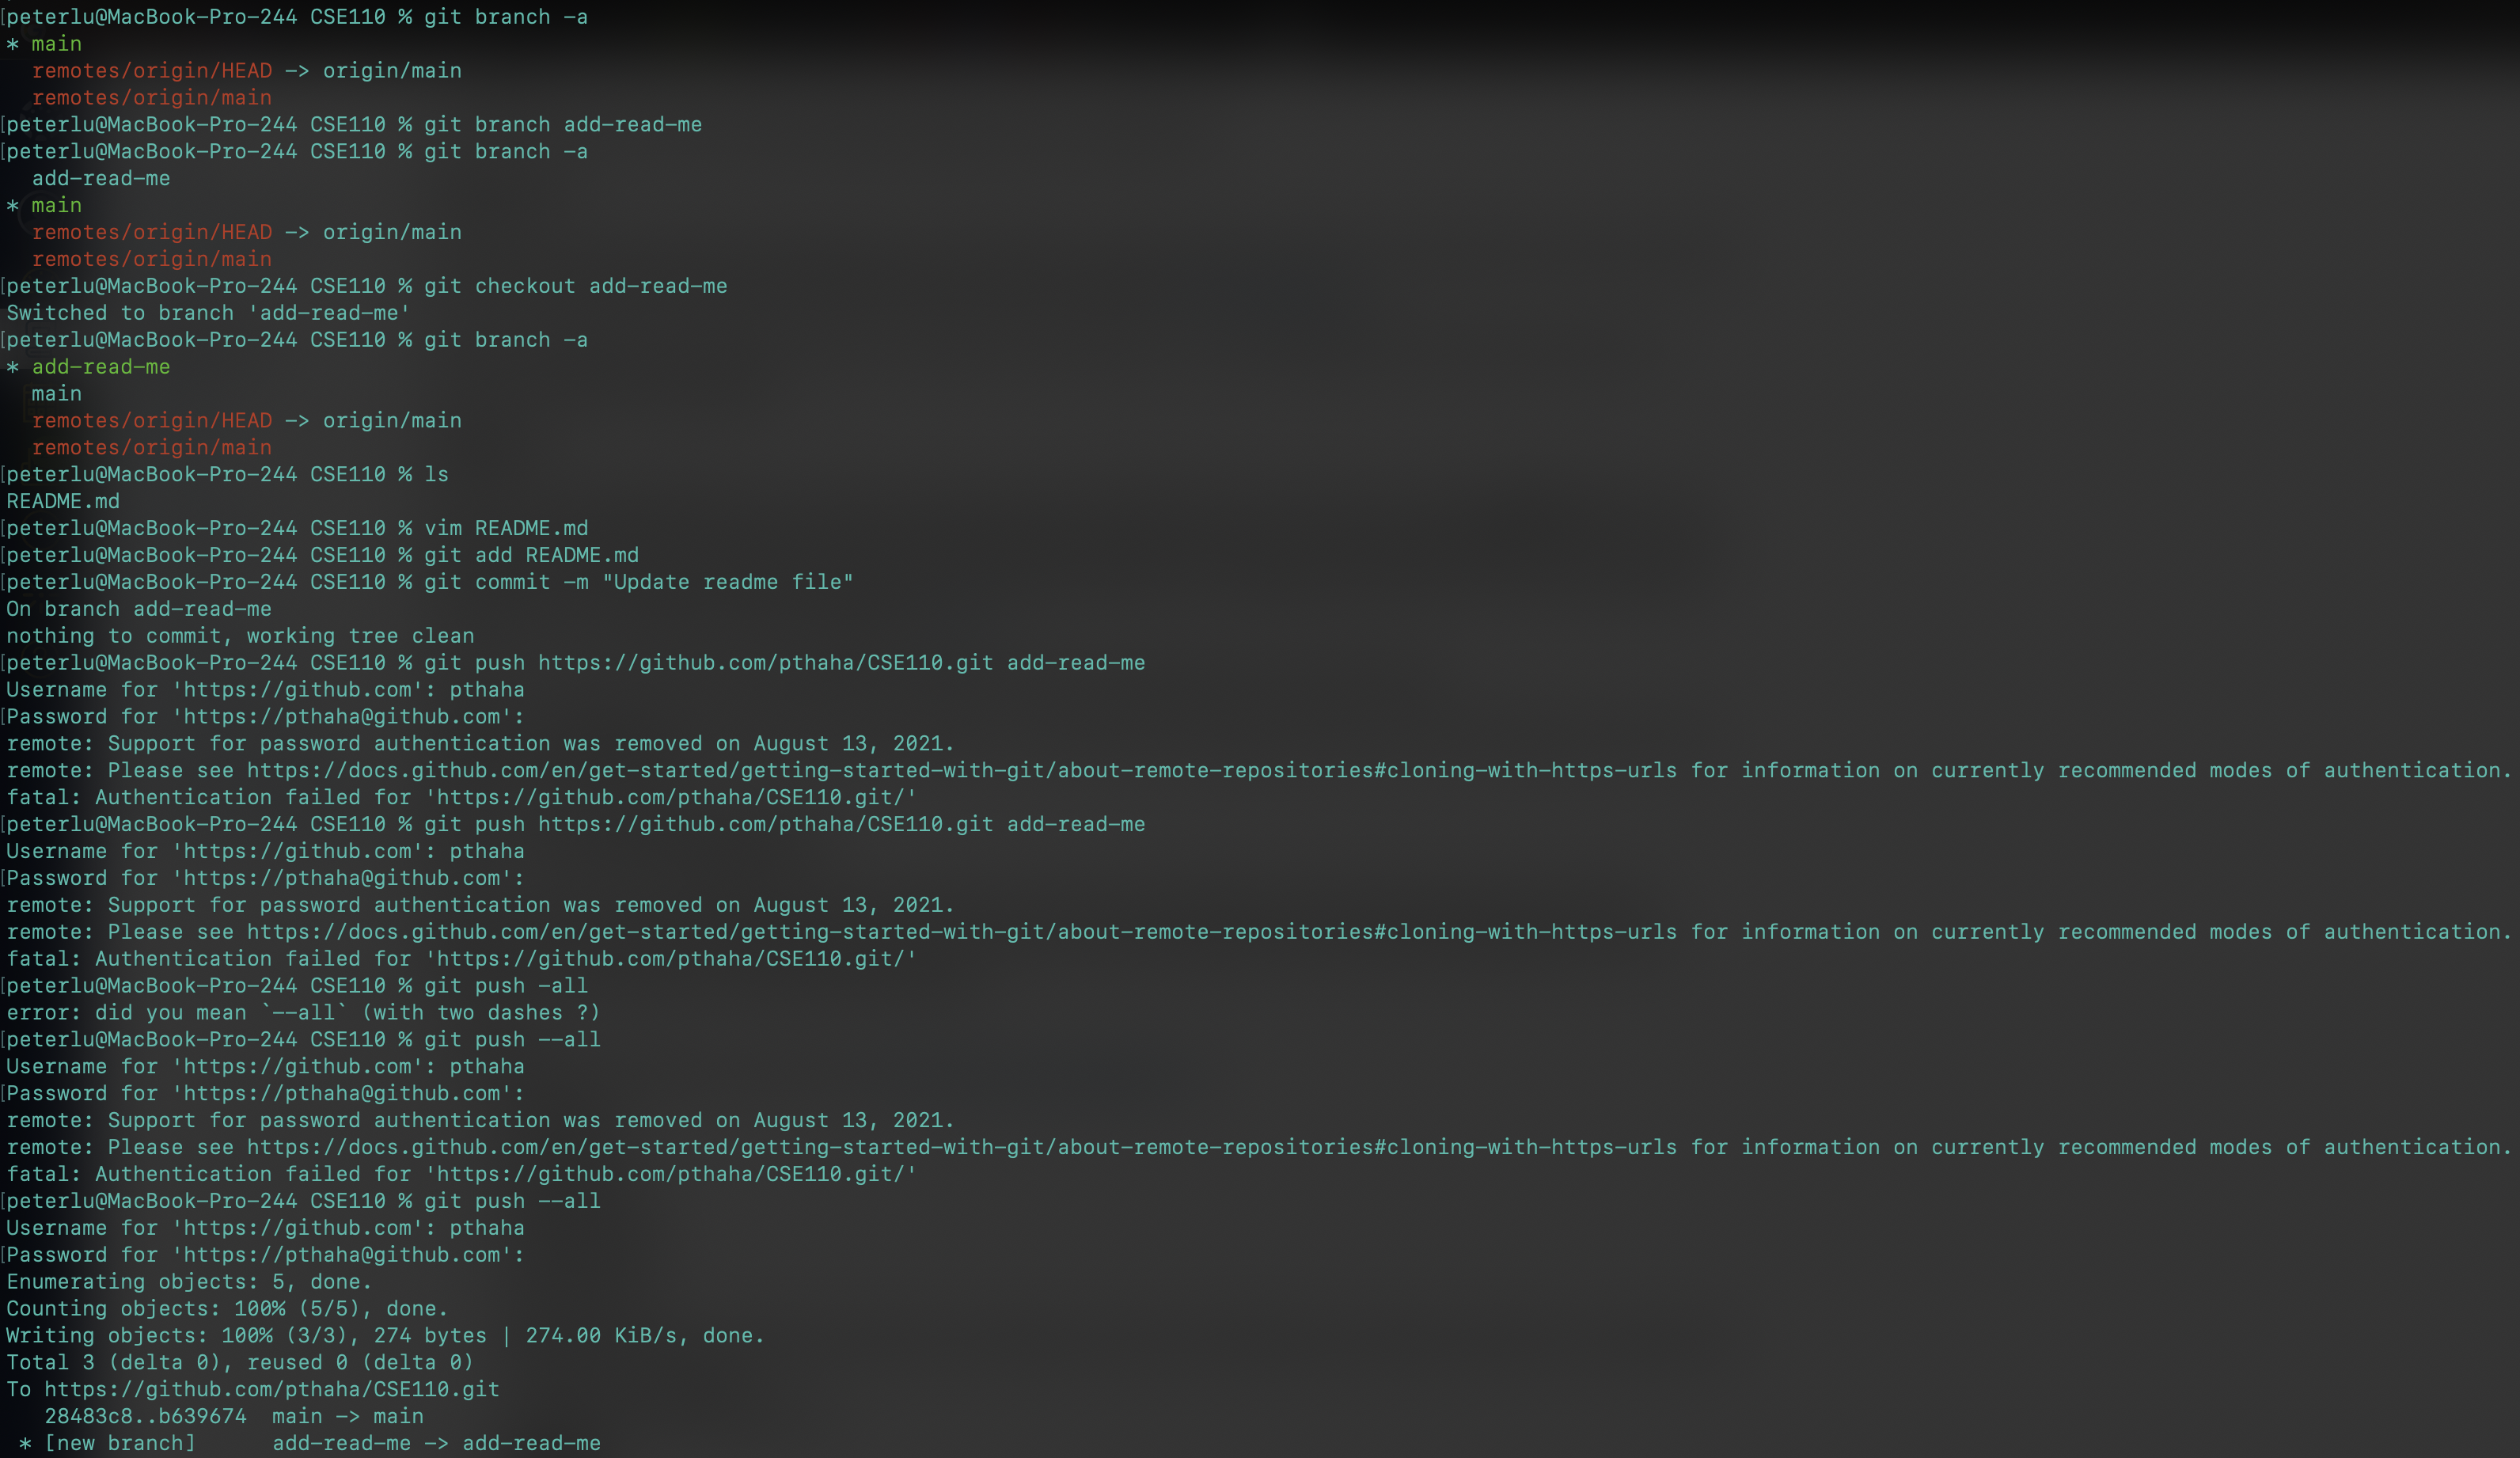 [peterlu@MacBook-Pro-244 CSE110 % git branch -a
* main
  remotes/origin/HEAD -> origin/main
  remotes/origin/main
[peterlu@MacBook-Pro-244 CSE110 % git branch add-read-me
[peterlu@MacBook-Pro-244 CSE110 % git branch -a
  add-read-me
* main
  remotes/origin/HEAD -> origin/main
  remotes/origin/main
[peterlu@MacBook-Pro-244 CSE110 % git checkout add-read-me
Switched to branch 'add-read-me'
[peterlu@MacBook-Pro-244 CSE110 % git branch -a
* add-read-me
  main
  remotes/origin/HEAD -> origin/main
  remotes/origin/main
[peterlu@MacBook-Pro-244 CSE110 % ls
README.md
[peterlu@MacBook-Pro-244 CSE110 % vim README.md
[peterlu@MacBook-Pro-244 CSE110 % git add README.md
[peterlu@MacBook-Pro-244 CSE110 % git commit -m "Update readme file"
On branch add-read-me
nothing to commit, working tree clean
[peterlu@MacBook-Pro-244 CSE110 % git push https://github.com/pthaha/CSE110.git add-read-me
Username for 'https://github.com': pthaha
[Password for 'https://pthaha@github.com':
remote: Support for password authentication was removed on August 13, 2021.
remote: Please see https://docs.github.com/en/get-started/getting-started-with-git/about-remote-repositories#cloning-with-https-urls for information on currently recommended modes of authentication.
fatal: Authentication failed for 'https://github.com/pthaha/CSE110.git/'
[peterlu@MacBook-Pro-244 CSE110 % git push https://github.com/pthaha/CSE110.git add-read-me
Username for 'https://github.com': pthaha
[Password for 'https://pthaha@github.com':
remote: Support for password authentication was removed on August 13, 2021.
remote: Please see https://docs.github.com/en/get-started/getting-started-with-git/about-remote-repositories#cloning-with-https-urls for information on currently recommended modes of authentication.
fatal: Authentication failed for 'https://github.com/pthaha/CSE110.git/'
[peterlu@MacBook-Pro-244 CSE110 % git push -all
error: did you mean `--all` (with two dashes ?)
[peterlu@MacBook-Pro-244 CSE110 % git push --all
Username for 'https://github.com': pthaha
[Password for 'https://pthaha@github.com':
remote: Support for password authentication was removed on August 13, 2021.
remote: Please see https://docs.github.com/en/get-started/getting-started-with-git/about-remote-repositories#cloning-with-https-urls for information on currently recommended modes of authentication.
fatal: Authentication failed for 'https://github.com/pthaha/CSE110.git/'
[peterlu@MacBook-Pro-244 CSE110 % git push --all
Username for 'https://github.com': pthaha
[Password for 'https://pthaha@github.com':
Enumerating objects: 5, done.
Counting objects: 100% (5/5), done.
Writing objects: 100% (3/3), 274 bytes | 274.00 KiB/s, done.
Total 3 (delta 0), reused 0 (delta 0)
To https://github.com/pthaha/CSE110.git
   28483c8..b639674  main -> main
 * [new branch]      add-read-me -> add-read-me